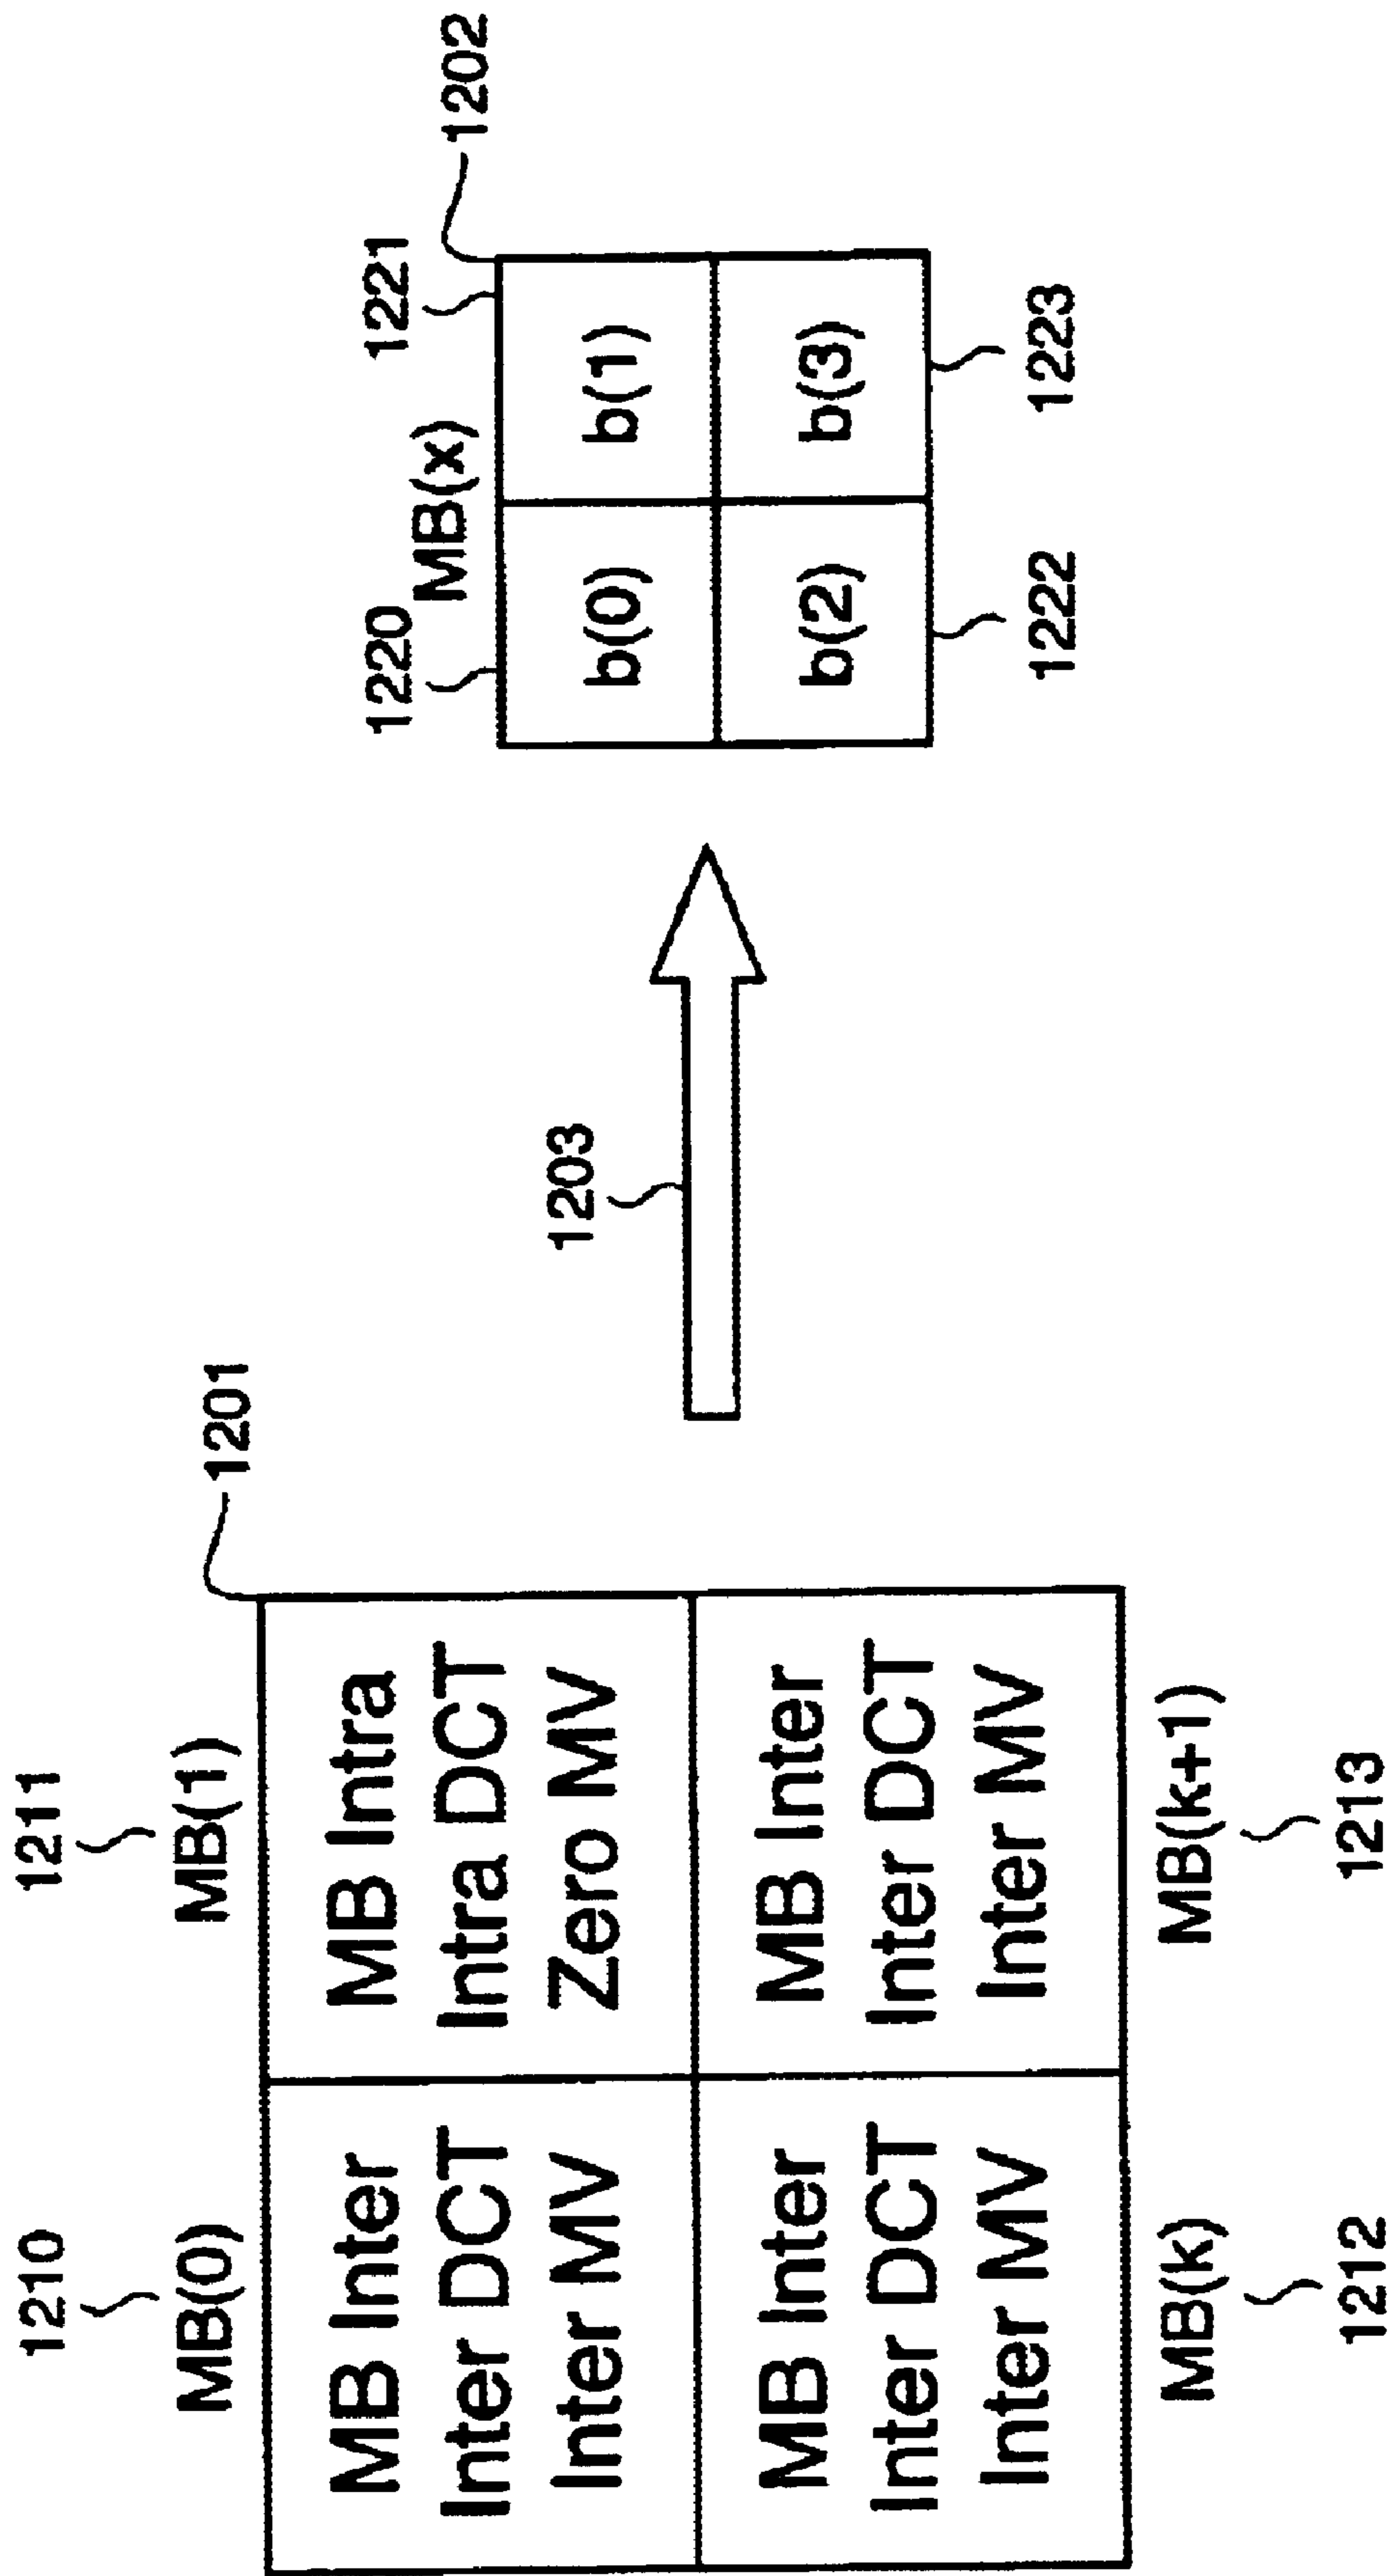 1210
1211
MB(0)
MB(1)
1201
MB Inter
Inter DCT
Inter MV
MB Intra
Intra DCT
Zero MV
MB Inter
Inter DCT
Inter MV
MB Inter
Inter DCT
Inter MV
MB(k)
MB(k+1)
1212
1213
1203
1220
1221
1202
MB(x)
b(0)
b(1)
b(2)
b(3)
1222
1223